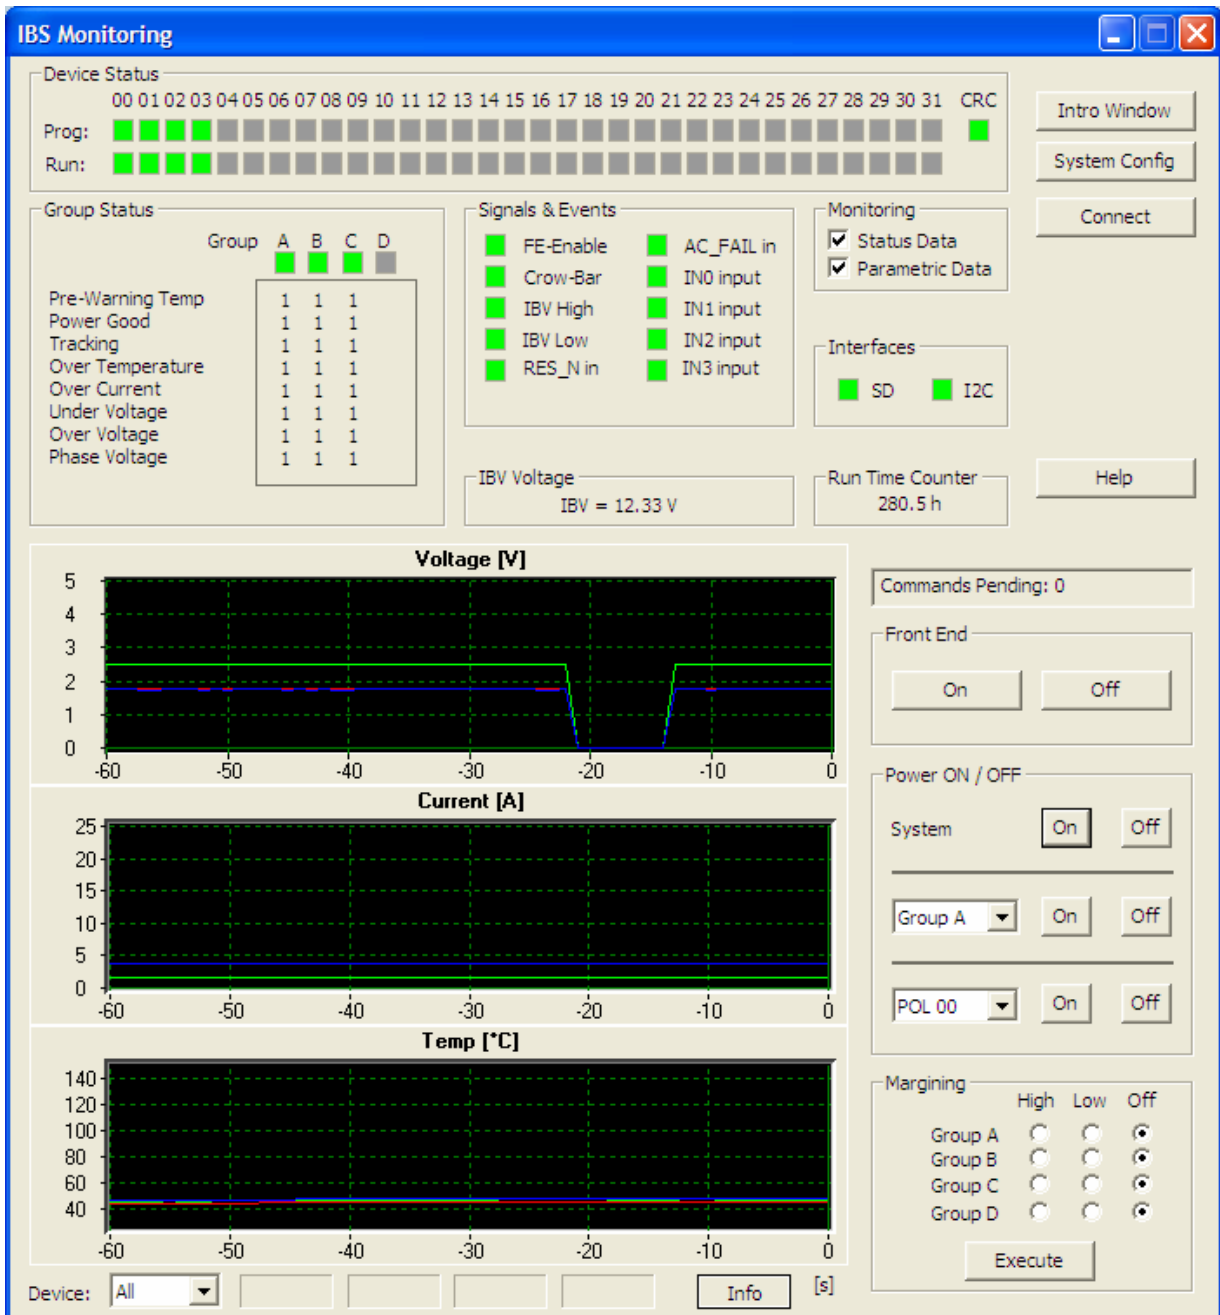 IBS Monitoring
Device Status
00 01 02 03 04 05 06 07 08 09 10 11 12 13 14 15 16 17 18 19 20 21 22 23 24 25 26 27 28 29 30 31 CRC
Prog:
Run:
Intro Window
System Config
Connect
Group Status
Group A B C D
Pre-Warning Temp 1 1 1
Power Good 1 1 1
Tracking 1 1 1
Over Temperature 1 1 1
Over Current 1 1 1
Under Voltage 1 1 1
Over Voltage 1 1 1
Phase Voltage 1 1 1
Signals & Events
FE-Enable AC_FAIL in
Crow-Bar IN0 input
IBV High IN1 input
IBV Low IN2 input
RES_N in IN3 input
Monitoring
Status Data
Parametric Data
Interfaces
SD I2C
IBV Voltage
IBV = 12.33 V
Run Time Counter
280.5 h
Help
Voltage [V]
5
4
3
2
1
0
-60 -50 -40 -30 -20 -10 0
Current [A]
25
20
15
10
5
0
-60 -50 -40 -30 -20 -10 0
Temp [°C]
140
120
100
80
60
40
-60 -50 -40 -30 -20 -10 0
Device: All Info [s]
Commands Pending: 0
Front End
On Off
Power ON / OFF
System On Off
Group A On Off
POL 00 On Off
Margining
High Low Off
Group A
Group B
Group C
Group D
Execute